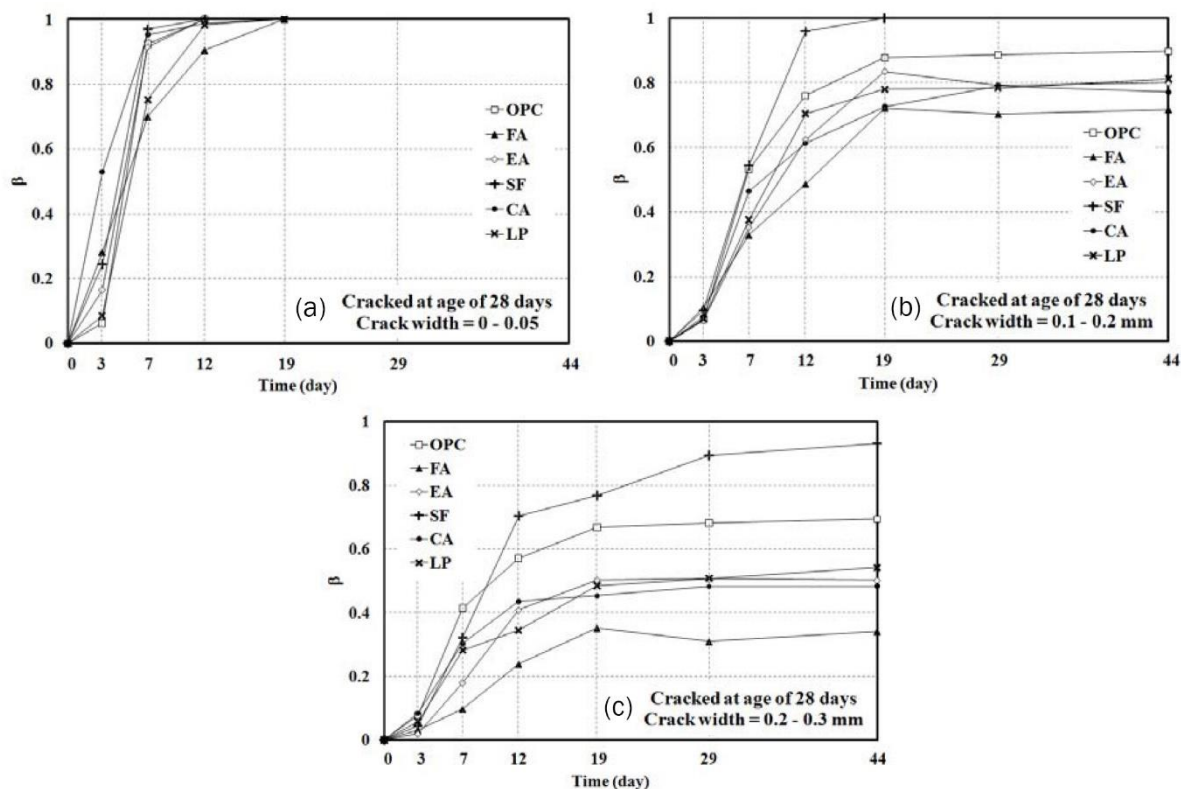 1
0.8
0.6
β
0.4
0.2
0
OPC
FA
EA
SF
CA
LP
(a)
Cracked at age of 28 days
Crack width = 0 - 0.05
0 3 7 12 19 29 44
Time (day)
1
0.8
0.6
β
0.4
0.2
0
OPC
FA
EA
SF
CA
LP
(b)
Cracked at age of 28 days
Crack width = 0.1 - 0.2 mm
0 3 7 12 19 29 44
Time (day)
1
0.8
0.6
β
0.4
0.2
0
OPC
FA
EA
SF
CA
LP
(c)
Cracked at age of 28 days
Crack width = 0.2 - 0.3 mm
0 3 7 12 19 29 44
Time (day)